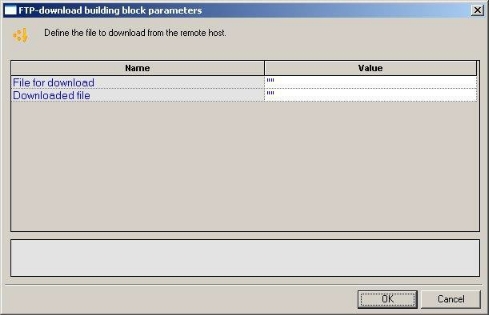 FTP-download building block parameters
Define the file to download from the remote host.
Name Value
File for download ""
Downloaded file ""
OK Cancel